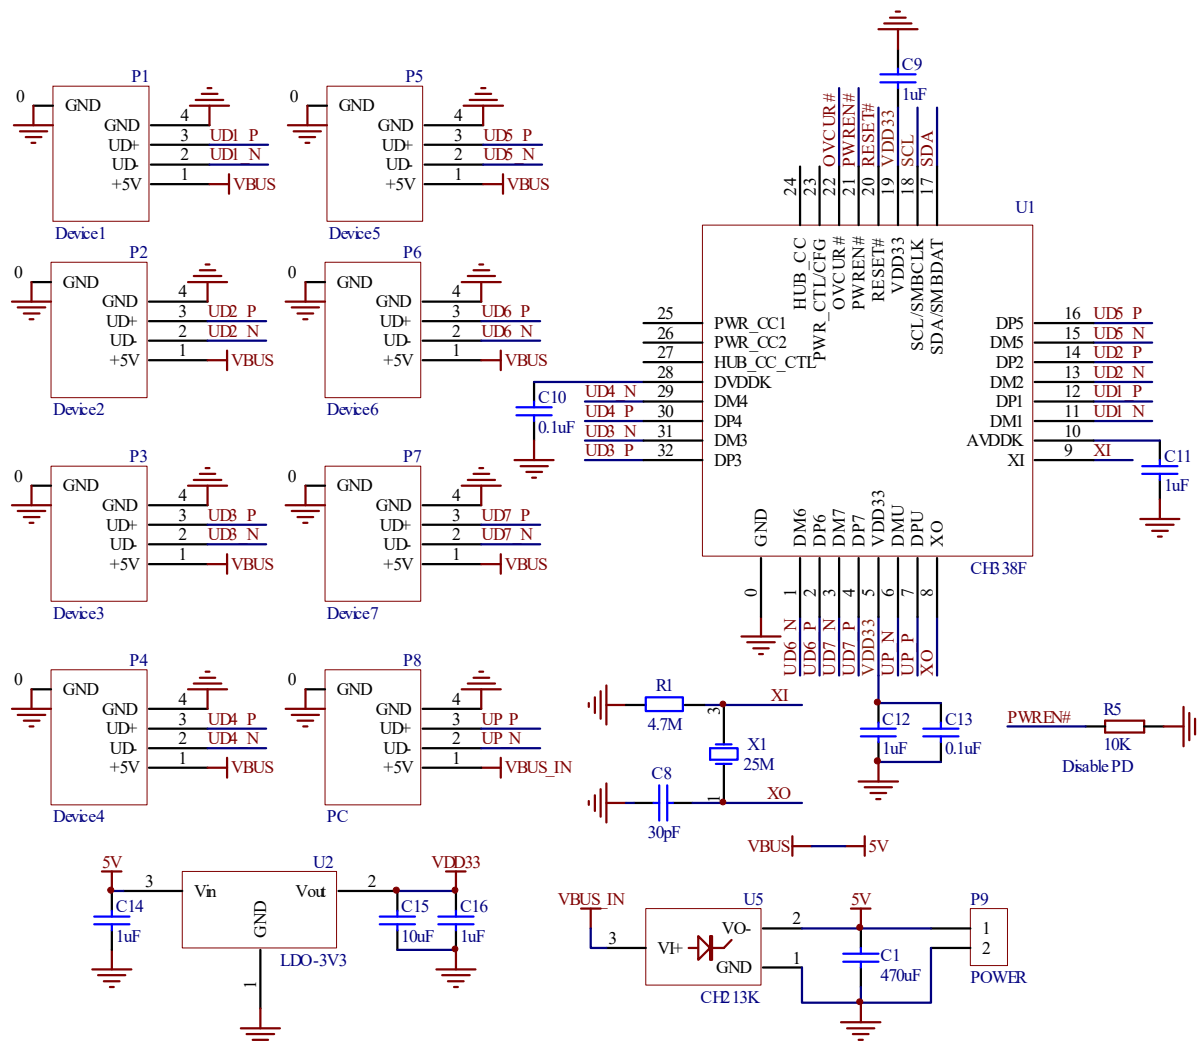 P1
0
GND
GND
4
UD+
3
UD1_P
UD-
2
UD1_N
+5V
1
VBUS
Device1
P5
0
GND
GND
4
UD+
3
UD5_P
UD-
2
UD5_N
+5V
1
VBUS
Device5
P2
0
GND
GND
4
UD+
3
UD2_P
UD-
2
UD2_N
+5V
1
VBUS
Device2
P6
0
GND
GND
4
UD+
3
UD6_P
UD-
2
UD6_N
+5V
1
VBUS
Device6
P3
0
GND
GND
4
UD+
3
UD3_P
UD-
2
UD3_N
+5V
1
VBUS
Device3
P7
0
GND
GND
4
UD+
3
UD7_P
UD-
2
UD7_N
+5V
1
VBUS
Device7
P4
0
GND
GND
4
UD+
3
UD4_P
UD-
2
UD4_N
+5V
1
VBUS
Device4
P8
0
GND
GND
4
UD+
3
UP_P
UD-
2
UP_N
+5V
1
VBUS_IN
PC
C9
1uF
U1
24
HUB_CC
23
PWR_CTL/CFG
OVCUR#
22
OVCUR#
PWREN#
21
PWREN#
RESET#
20
RESET#
VDD33
19
VDD33
SCL
18
SCL/SMBCLK
SDA
17
SDA/SMBDAT
25
PWR_CC1
26
PWR_CC2
27
HUB_CC_CTL
28
DVDDK
UD4_N
29
DM4
UD4_P
30
DP4
UD3_N
31
DM3
UD3_P
32
DP3
C10
0.1uF
DP5
16
UD5_P
DM5
15
UD5_N
DP2
14
UD2_P
DM2
13
UD2_N
DP1
12
UD1_P
DM1
11
UD1_N
AVDDK
10
XI
9
XI
C11
1uF
GND
0
DM6
1
UD6_N
DP6
2
UD6_P
DM7
3
UD7_N
DP7
4
UD7_P
VDD33
5
VDD33
DMU
6
UP_N
DPU
7
UP_P
XO
8
XO
CH338F
R1
4.7M
XI
3
X1
25M
1
C8
30pF
XO
C12
1uF
C13
0.1uF
PWREN#
R5
10K
Disable PD
VBUS
5V
5V
3
U2
Vin
Vout
GND
2
1
LDO-3V3
C14
1uF
VDD33
C15
10uF
C16
1uF
VBUS_IN
3
U5
VI+
VO-
GND
2
1
CH213K
5V
C1
470uF
P9
1
2
POWER